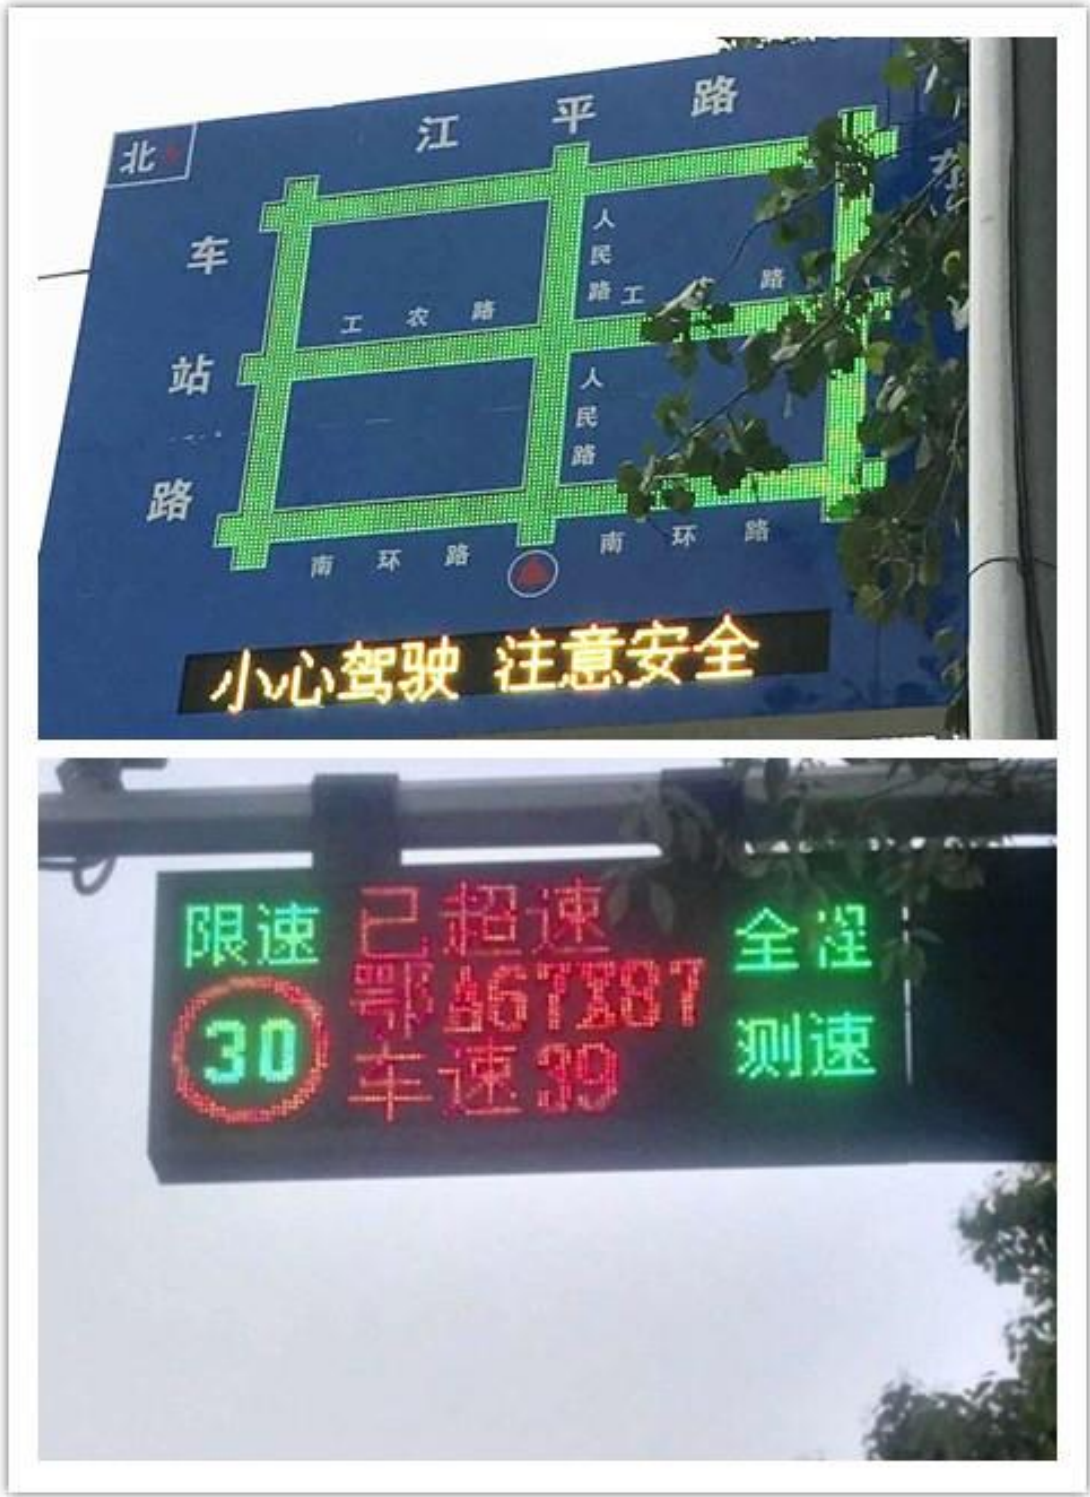 北
江平路
车站路
人民路
工农路
工 路
人民路
南环路
南环路
小心驾驶 注意安全
限速
30
已超速
鄂A67X87
车速39
全程
测速